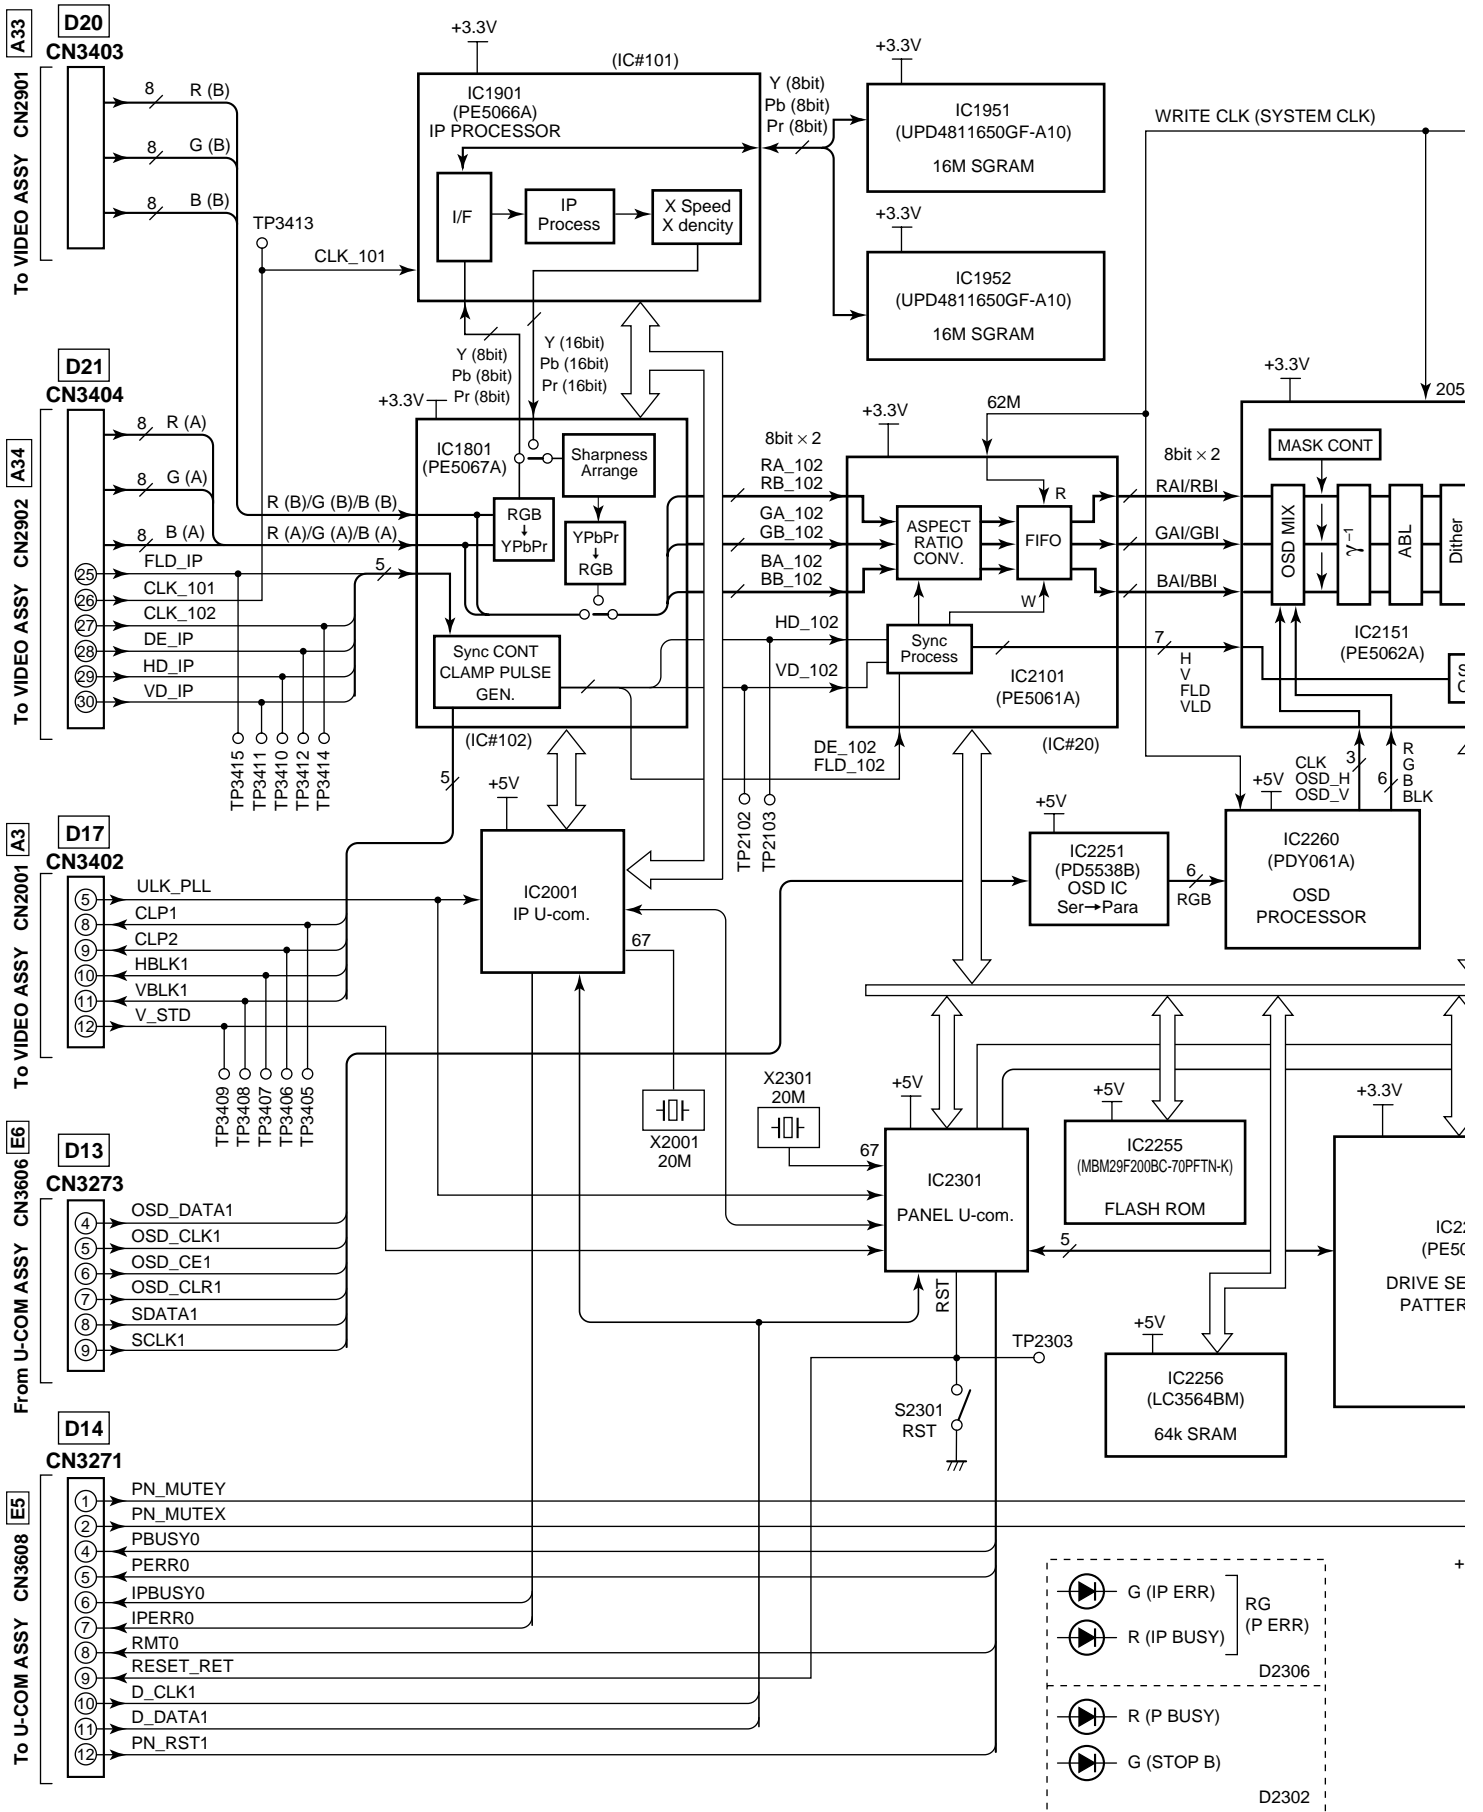 D20
A33
CN3403
To VIDEO ASSY CN2901
8
R (B)
8
G (B)
8
B (B)
TP3413
CLK_101
+3.3V
(IC#101)
IC1901
(PE5066A)
IP PROCESSOR
I/F
IP
Process
X Speed
X dencity
Y (8bit)
Pb (8bit)
Pr (8bit)
+3.3V
IC1951
(UPD4811650GF-A10)
16M SGRAM
+3.3V
IC1952
(UPD4811650GF-A10)
16M SGRAM
WRITE CLK (SYSTEM CLK)
D21
CN3404
A34
To VIDEO ASSY CN2902
8
R (A)
8
G (A)
8
B (A)
R (B)/G (B)/B (B)
R (A)/G (A)/B (A)
25
FLD_IP
26
CLK_101
27
CLK_102
28
DE_IP
29
HD_IP
30
VD_IP
5
TP3415
TP3411
TP3410
TP3412
TP3414
Y (8bit)
Pb (8bit)
Pr (8bit)
Y (16bit)
Pb (16bit)
Pr (16bit)
+3.3V
IC1801
(PE5067A)
Sharpness
Arrange
RGB
↓
YPbPr
YPbPr
↓
RGB
Sync CONT
CLAMP PULSE
GEN.
(IC#102)
5
8bit × 2
RA_102
RB_102
GA_102
GB_102
BA_102
BB_102
HD_102
VD_102
DE_102
FLD_102
TP2102
TP2103
+3.3V
62M
R
ASPECT
RATIO
CONV.
FIFO
W
Sync
Process
IC2101
(PE5061A)
(IC#20)
8bit × 2
RAI/RBI
GAI/GBI
BAI/BBI
7
H
V
FLD
VLD
+3.3V
205
MASK CONT
OSD MIX
γ⁻¹
ABL
Dither
IC2151
(PE5062A)
S
C
CLK
OSD_H
OSD_V
3
6
R
G
B
BLK
+5V
IC2260
(PDY061A)
OSD
PROCESSOR
+5V
IC2251
(PD5538B)
OSD IC
Ser→Para
6
RGB
D17
A3
CN3402
To VIDEO ASSY CN2001
5
ULK_PLL
8
CLP1
9
CLP2
10
HBLK1
11
VBLK1
12
V_STD
TP3409
TP3408
TP3407
TP3406
TP3405
+5V
IC2001
IP U-com.
67
X2001
20M
X2301
20M
67
+5V
IC2301
PANEL U-com.
RST
TP2303
S2301
RST
5
+5V
IC2255
(MBM29F200BC-70PFTN-K)
FLASH ROM
+5V
IC2256
(LC3564BM)
64k SRAM
+3.3V
IC22
(PE50
DRIVE SE
PATTER
D13
E6
CN3273
From U-COM ASSY CN3606
4
OSD_DATA1
5
OSD_CLK1
6
OSD_CE1
7
OSD_CLR1
8
SDATA1
9
SCLK1
D14
CN3271
E5
To U-COM ASSY CN3608
1
PN_MUTEY
2
PN_MUTEX
4
PBUSY0
5
PERR0
6
IPBUSY0
7
IPERR0
8
RMT0
9
RESET_RET
10
D_CLK1
11
D_DATA1
12
PN_RST1
+
G (IP ERR)
R (IP BUSY)
RG
(P ERR)
D2306
R (P BUSY)
G (STOP B)
D2302